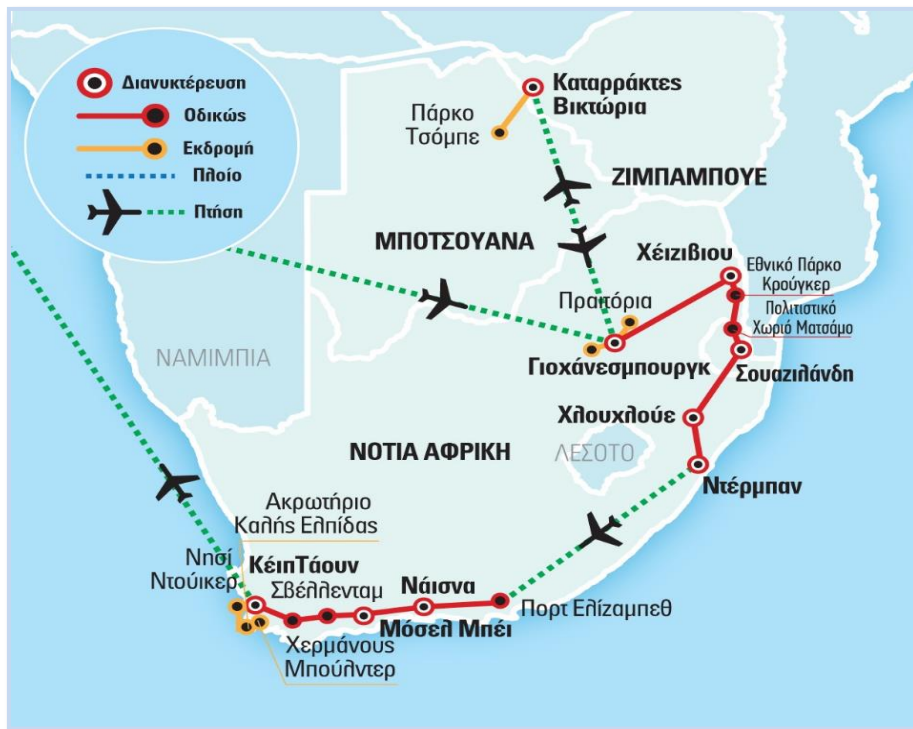 Διανυκτέρευση
Οδικώς
Εκδρομή
Πλοίο
Πτήση
Καταρράκτες
Βικτώρια
Πάρκο
Τσόμπε
ΖΙΜΠΑΜΠΟΥΕ
ΜΠΟΤΣΟΥΑΝΑ
Χέιζιβιου
Εθνικό Πάρκο
Κρούγκερ
Πολιτιστικό
Χωριό Ματσάμο
Πραιτόρια
Γιοχάνεσμπουργκ
Σουαζιλάνδη
ΝΑΜΙΜΠΙΑ
Χλουχλούε
ΝΟΤΙΑ ΑΦΡΙΚΗ
ΛΕΣΟΤΟ
Ντέρμπαν
Ακρωτήριο
Καλής Ελπίδας
Νησί
Ντούικερ
ΚέιπΤάουν
Σβέλλενταμ
Νάισνα
Πορτ Ελίζαμπεθ
Μόσελ Μπέι
Χερμάνους
Μπούλντερ